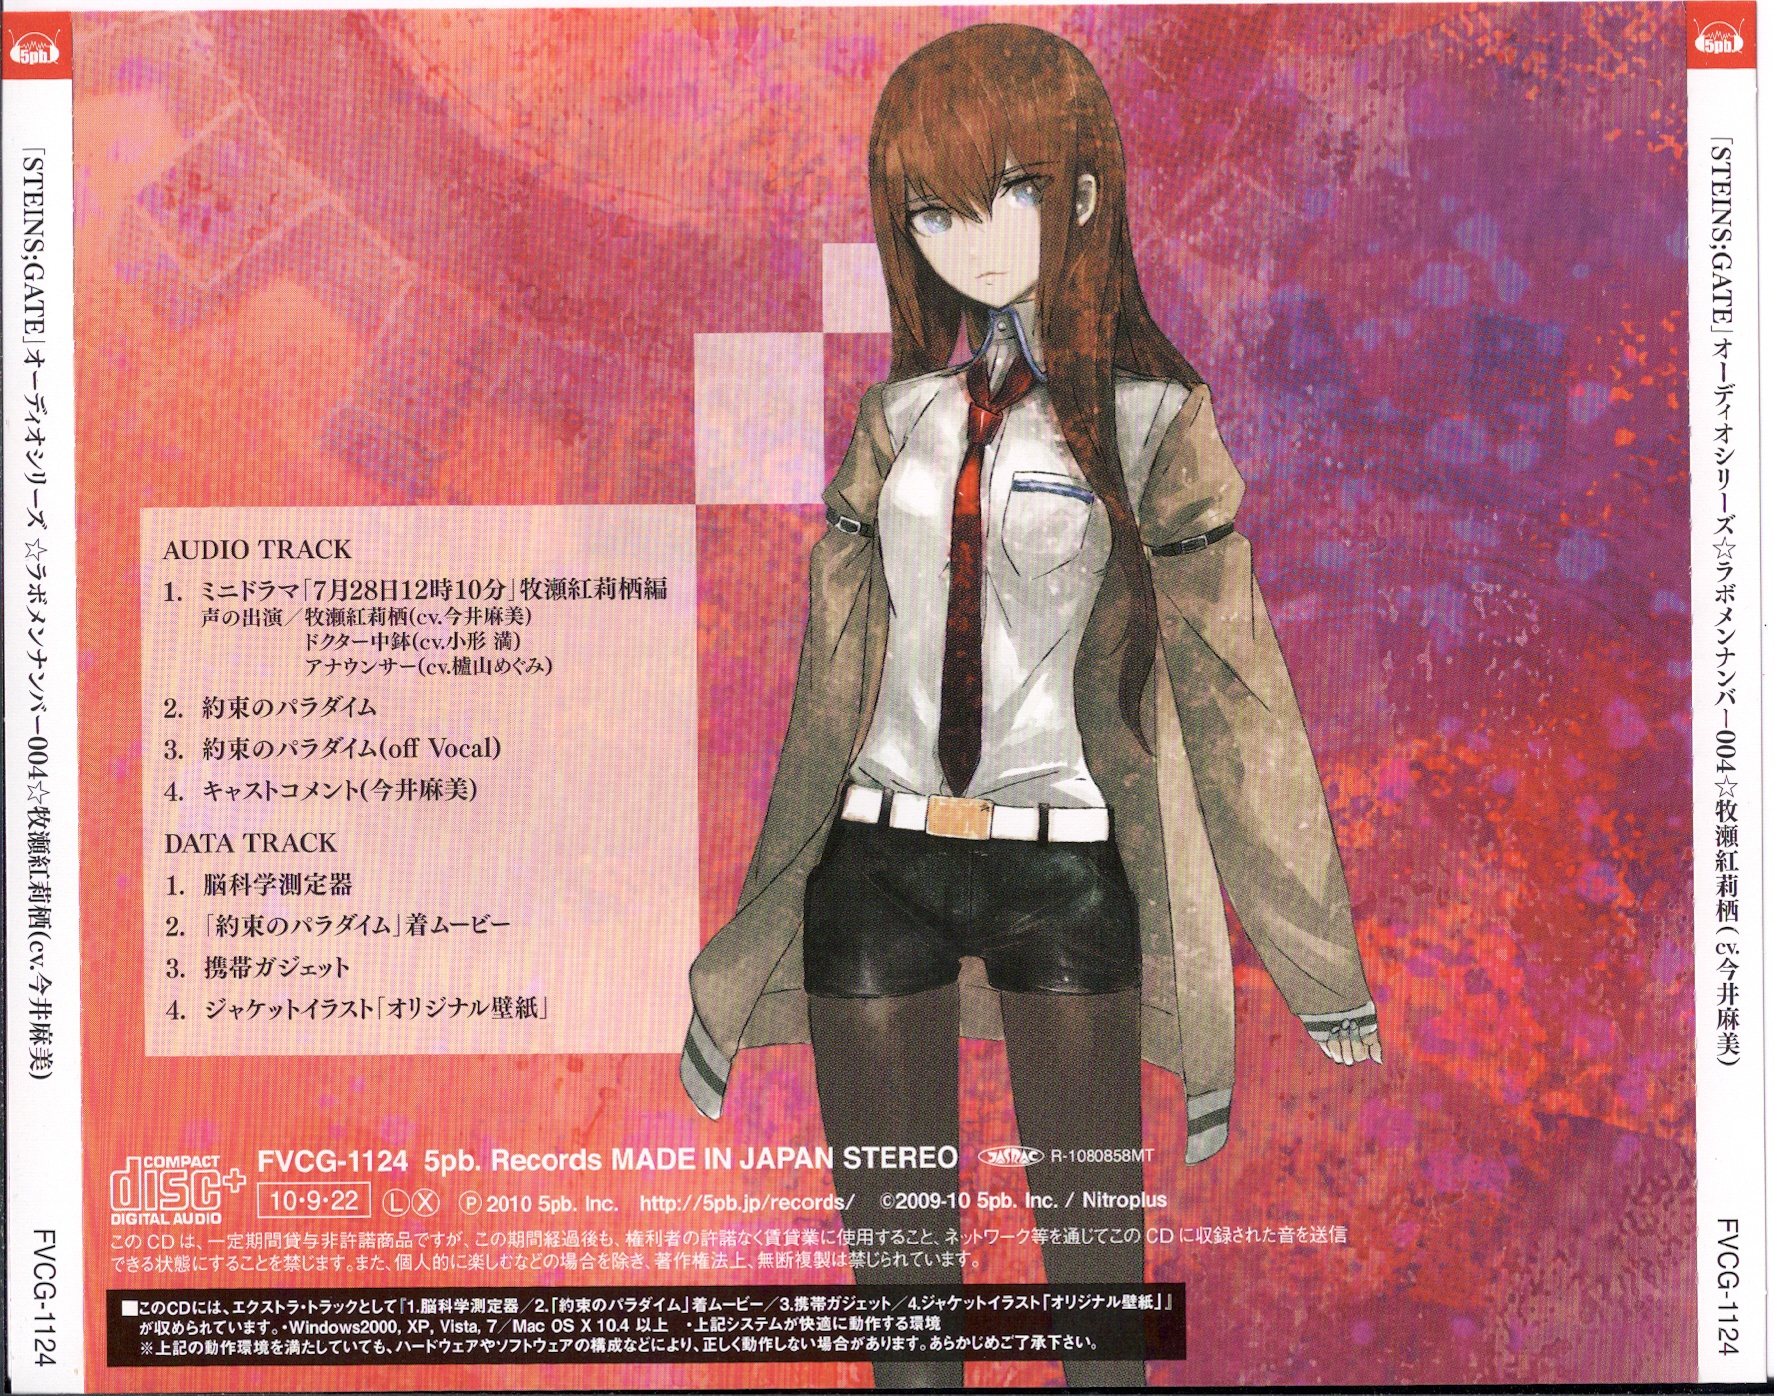 5pb.
「STEINS;GATE」オーディオシリーズ ☆ラボメンナンバー004☆牧瀬紅莉栖(cv.今井麻美)
FVCG-1124
AUDIO TRACK
1. ミニドラマ「7月28日12時10分」牧瀬紅莉栖編
声の出演／牧瀬紅莉栖(cv.今井麻美)
ドクター中鉢(cv.小形 満)
アナウンサー(cv.櫨山めぐみ)
2. 約束のパラダイム
3. 約束のパラダイム(off Vocal)
4. キャストコメント(今井麻美)
DATA TRACK
1. 脳科学測定器
2. 「約束のパラダイム」着ムービー
3. 携帯ガジェット
4. ジャケットイラスト「オリジナル壁紙」
COMPACT disc+ DIGITAL AUDIO
FVCG-1124 5pb. Records MADE IN JAPAN STEREO JASRAC R-1080858MT
10・9・22 Ⓛ Ⓧ Ⓟ2010 5pb. Inc. http://5pb.jp/records/ ©2009-10 5pb. Inc. / Nitroplus
このCDは、一定期間貸与非許諾商品ですが、この期間経過後も、権利者の許諾なく賃貸業に使用すること、ネットワーク等を通じてこのCDに収録された音を送信
できる状態にすることを禁じます。また、個人的に楽しむなどの場合を除き、著作権法上、無断複製は禁じられています。
■このCDには、エクストラ・トラックとして『1.脳科学測定器／2.「約束のパラダイム」着ムービー／3.携帯ガジェット／4.ジャケットイラスト「オリジナル壁紙」』
が収められています。・Windows2000, XP, Vista, 7／Mac OS X 10.4 以上 ・上記システムが快適に動作する環境
※上記の動作環境を満たしていても、ハードウェアやソフトウェアの構成などにより、正しく動作しない場合があります。あらかじめご了承下さい。
5pb.
「STEINS;GATE」オーディオシリーズ☆ラボメンナンバー004☆牧瀬紅莉栖(cv.今井麻美)
FVCG-1124